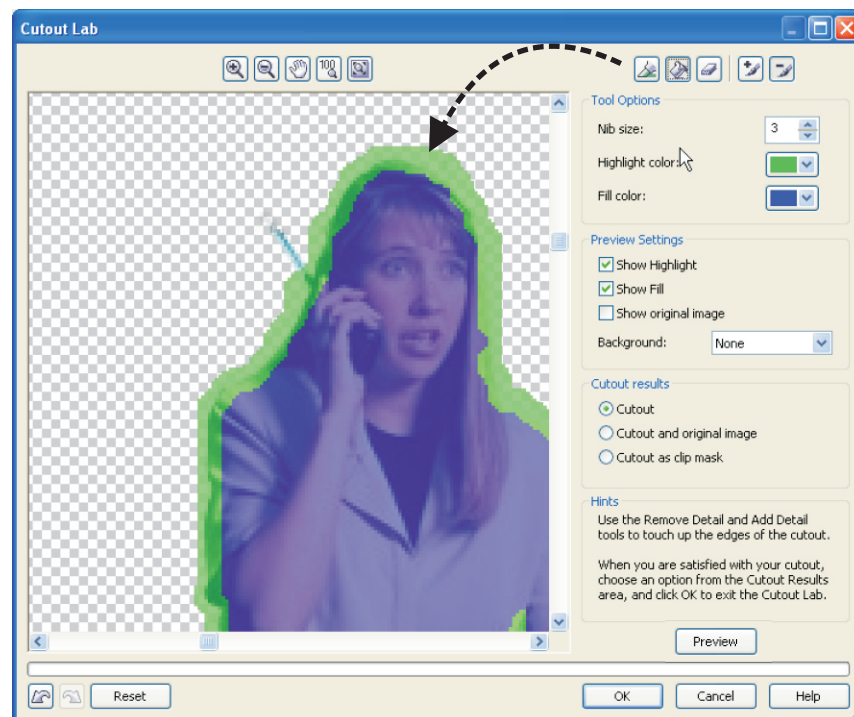 Cutout Lab
100
Tool Options
Nib size: 3
Highlight color:
Fill color:
Preview Settings
Show Highlight
Show Fill
Show original image
Background: None
Cutout results
Cutout
Cutout and original image
Cutout as clip mask
Hints
Use the Remove Detail and Add Detail
tools to touch up the edges of the cutout.
When you are satisfied with your cutout,
choose an option from the Cutout Results
area, and click OK to exit the Cutout Lab.
Preview
Reset OK Cancel Help